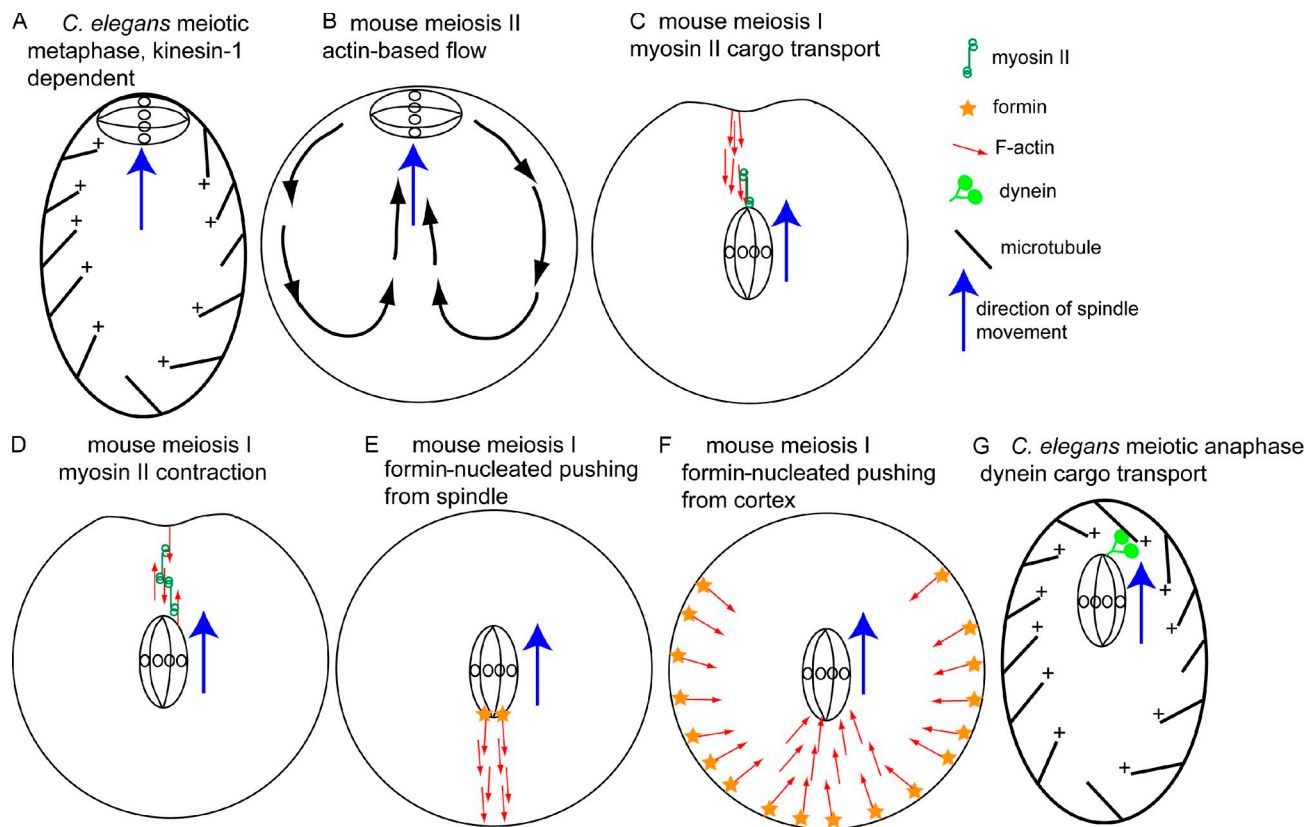 A C. elegans meiotic
metaphase, kinesin-1
dependent
B mouse meiosis II
actin-based flow
C mouse meiosis I
myosin II cargo transport
myosin II
formin
F-actin
dynein
microtubule
direction of spindle
movement
+
+
+
+
+
+
+
+
+
D mouse meiosis I
myosin II contraction
E mouse meiosis I
formin-nucleated pushing
from spindle
F mouse meiosis I
formin-nucleated pushing
from cortex
G C. elegans meiotic anaphase
dynein cargo transport
+
+
+
+
+
+
+
+
+
+